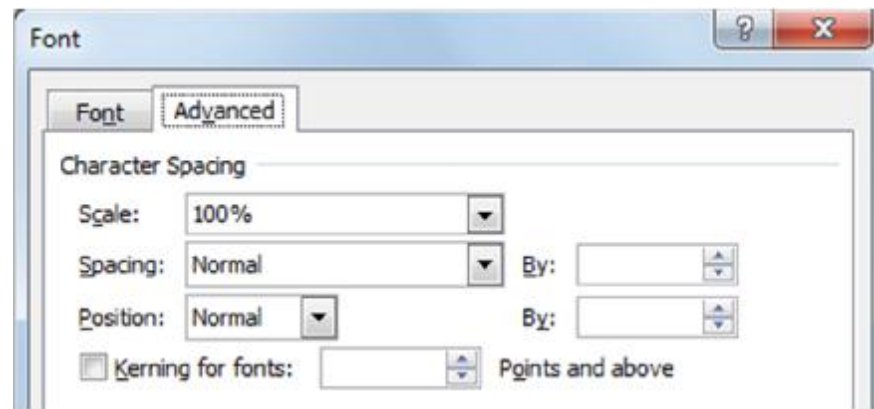 Font
Font Advanced
Character Spacing
Scale: 100%
Spacing: Normal By:
Position: Normal By:
Kerning for fonts: Points and above